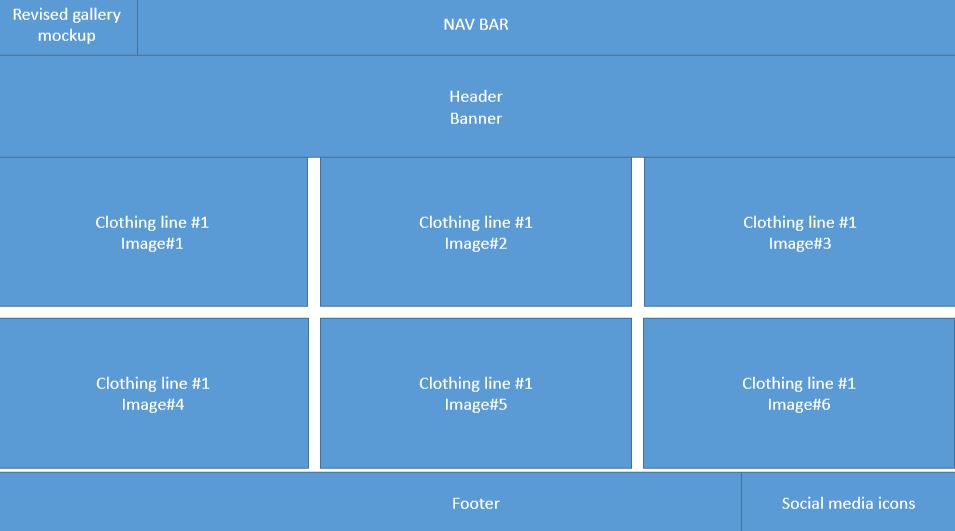 Revised gallery
mockup
NAV BAR
Header
Banner
Clothing line #1
Image#1
Clothing line #1
Image#2
Clothing line #1
Image#3
Clothing line #1
Image#4
Clothing line #1
Image#5
Clothing line #1
Image#6
Footer
Social media icons